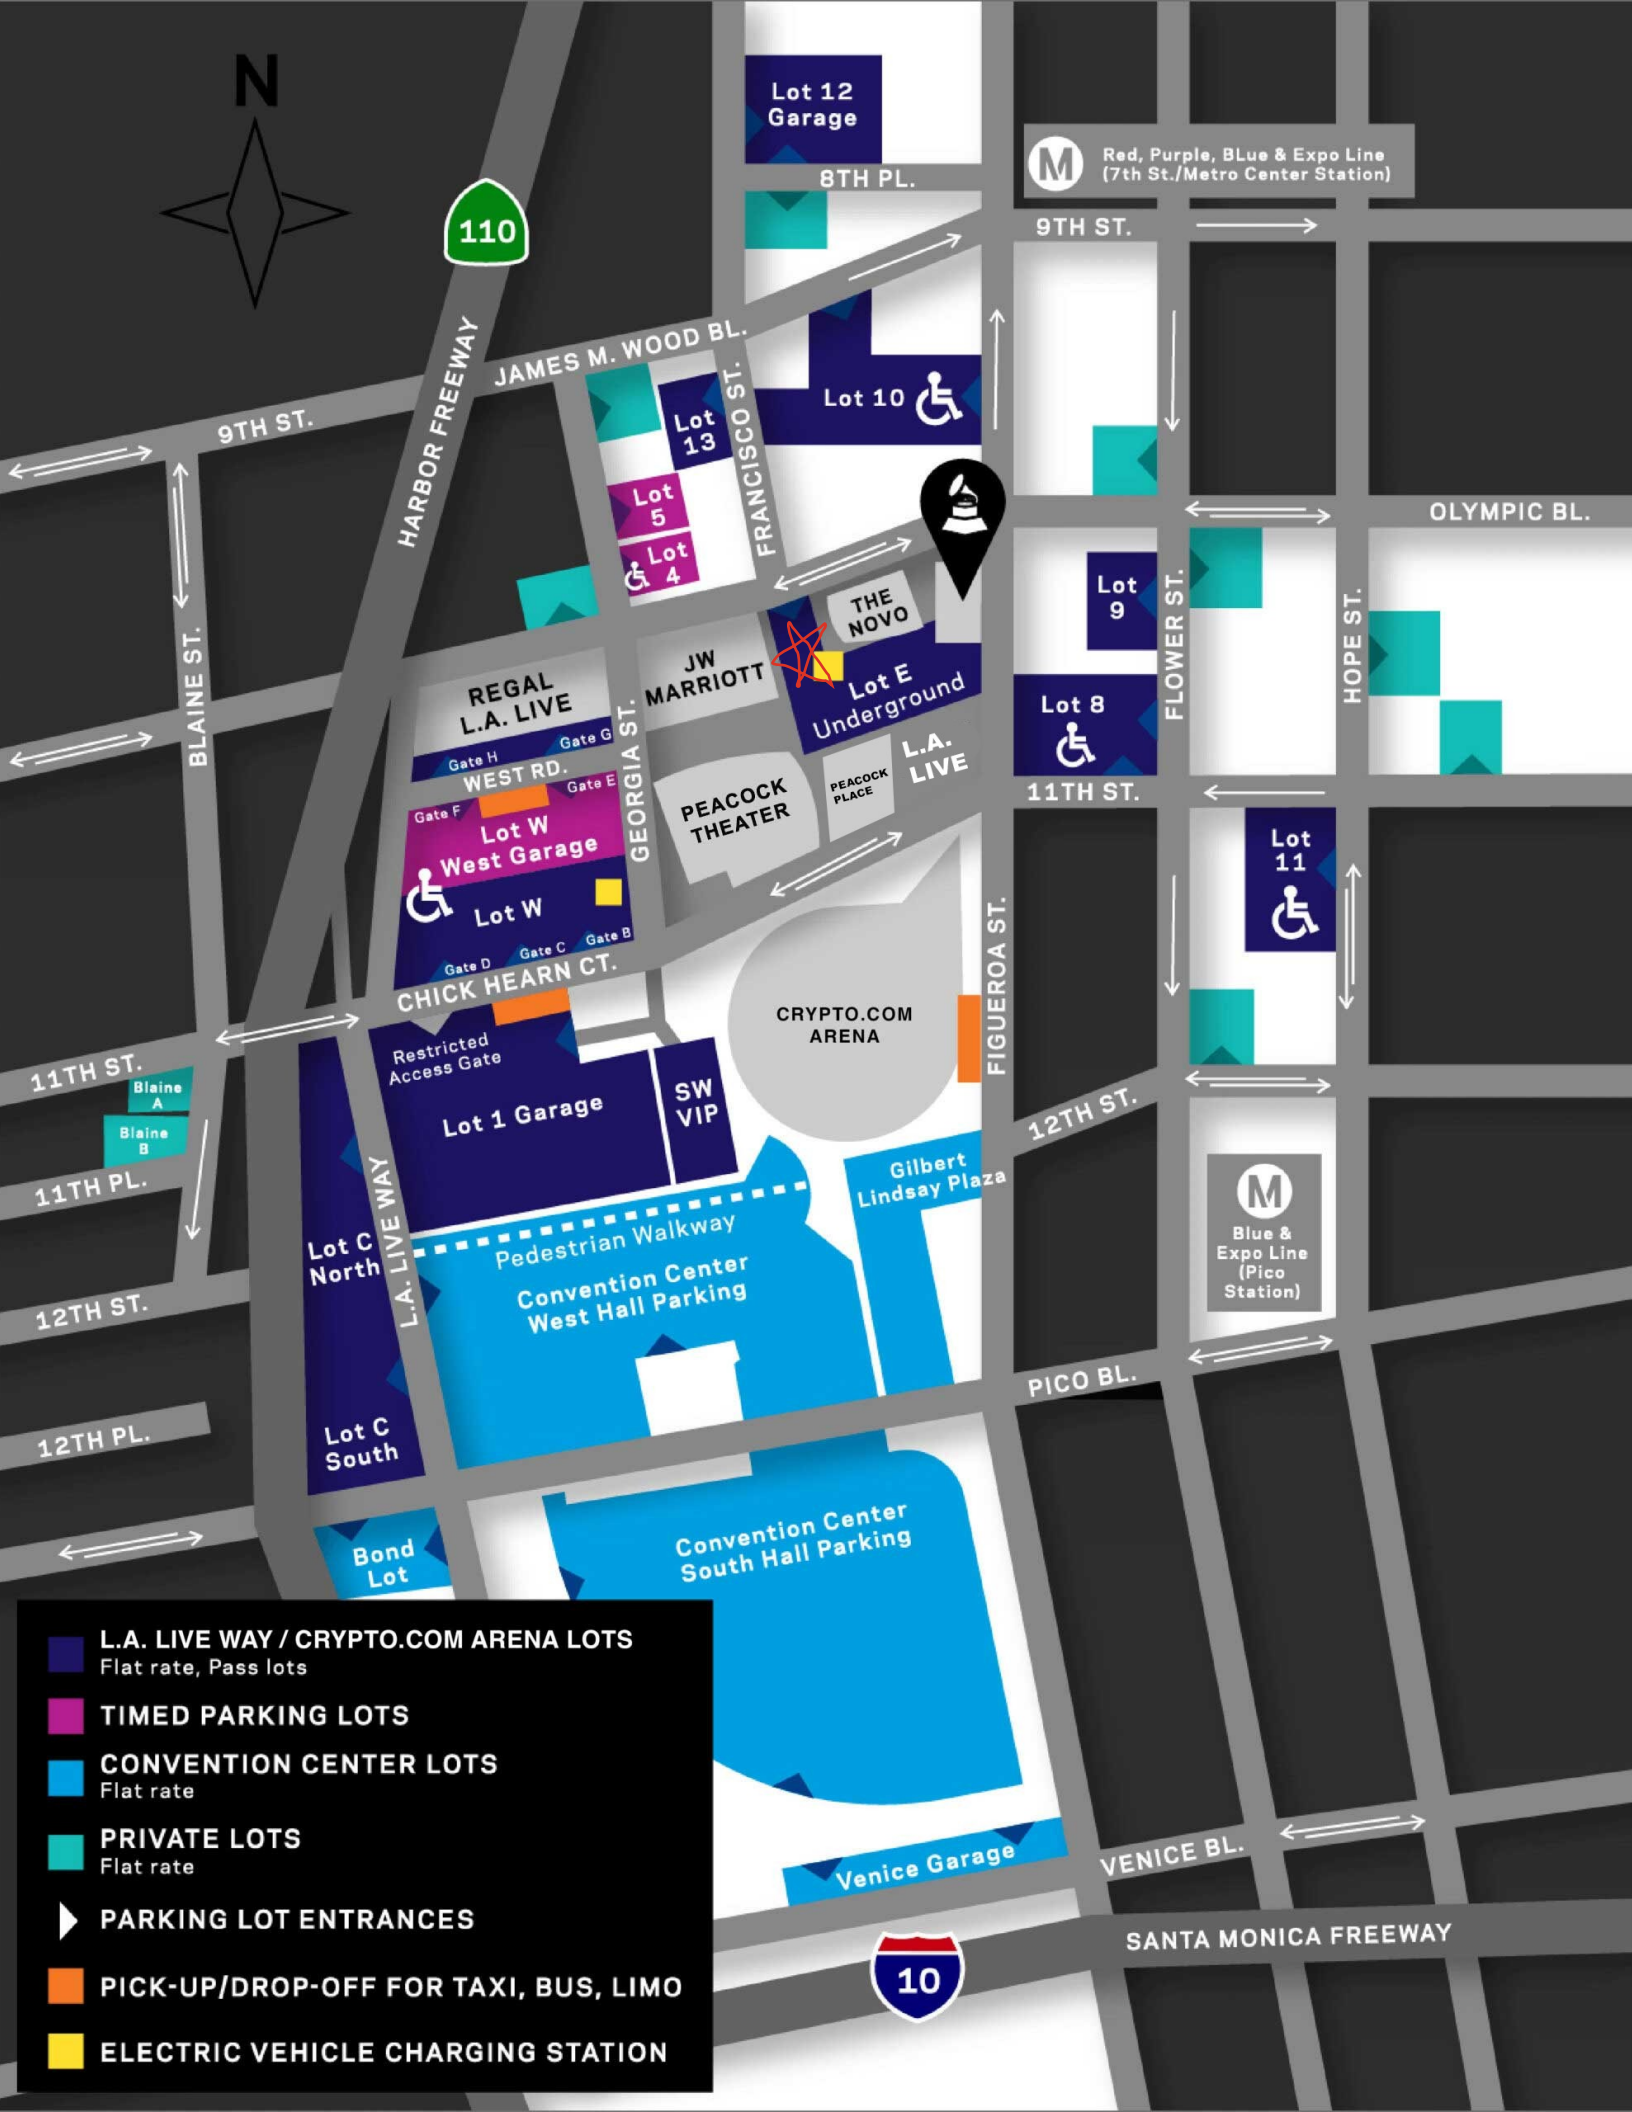 N
Lot 12
Garage
8TH PL.
M
Red, Purple, BLue & Expo Line
(7th St./Metro Center Station)
9TH ST.
110
JAMES M. WOOD BL.
9TH ST.
HARBOR FREEWAY
FRANCISCO ST.
Lot
13
Lot 10
Lot
5
Lot
4
OLYMPIC BL.
BLAINE ST.
THE
NOVO
Lot
9
FLOWER ST.
HOPE ST.
JW
MARRIOTT
Lot E
Underground
REGAL
L.A. LIVE
Gate H
Gate G
WEST RD.
GEORGIA ST.
Lot 8
L.A.
LIVE
PEACOCK
THEATER
PEACOCK
PLACE
11TH ST.
Gate F
Gate E
Lot W
West Garage
Lot W
Gate D
Gate C
Gate B
CHICK HEARN CT.
Lot
11
FIGUEROA ST.
CRYPTO.COM
ARENA
Restricted
Access Gate
11TH ST.
Blaine
A
Blaine
B
11TH PL.
Lot 1 Garage
SW
VIP
12TH ST.
Gilbert
Lindsay Plaza
M
Blue &
Expo Line
(Pico
Station)
L.A. LIVE WAY
Pedestrian Walkway
Lot C
North
Convention Center
West Hall Parking
12TH ST.
PICO BL.
12TH PL.
Lot C
South
Convention Center
South Hall Parking
Bond
Lot
L.A. LIVE WAY / CRYPTO.COM ARENA LOTS
Flat rate, Pass lots
TIMED PARKING LOTS
CONVENTION CENTER LOTS
Flat rate
PRIVATE LOTS
Flat rate
PARKING LOT ENTRANCES
PICK-UP/DROP-OFF FOR TAXI, BUS, LIMO
ELECTRIC VEHICLE CHARGING STATION
Venice Garage
VENICE BL.
SANTA MONICA FREEWAY
10